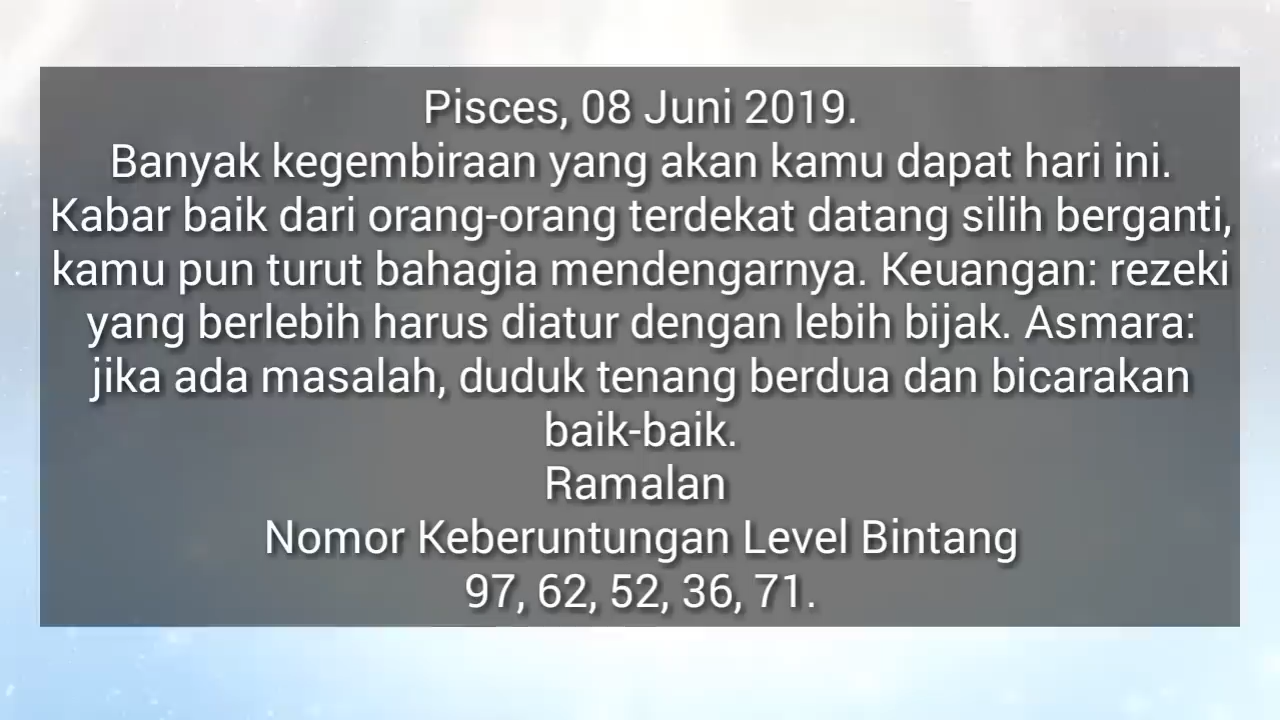 Pisces, 08 Juni 2019.
Banyak kegembiraan yang akan kamu dapat hari ini.
Kabar baik dari orang-orang terdekat datang silih berganti,
kamu pun turut bahagia mendengarnya. Keuangan: rezeki
yang berlebih harus diatur dengan lebih bijak. Asmara:
jika ada masalah, duduk tenang berdua dan bicarakan
baik-baik.
Ramalan
Nomor Keberuntungan Level Bintang
97, 62, 52, 36, 71.